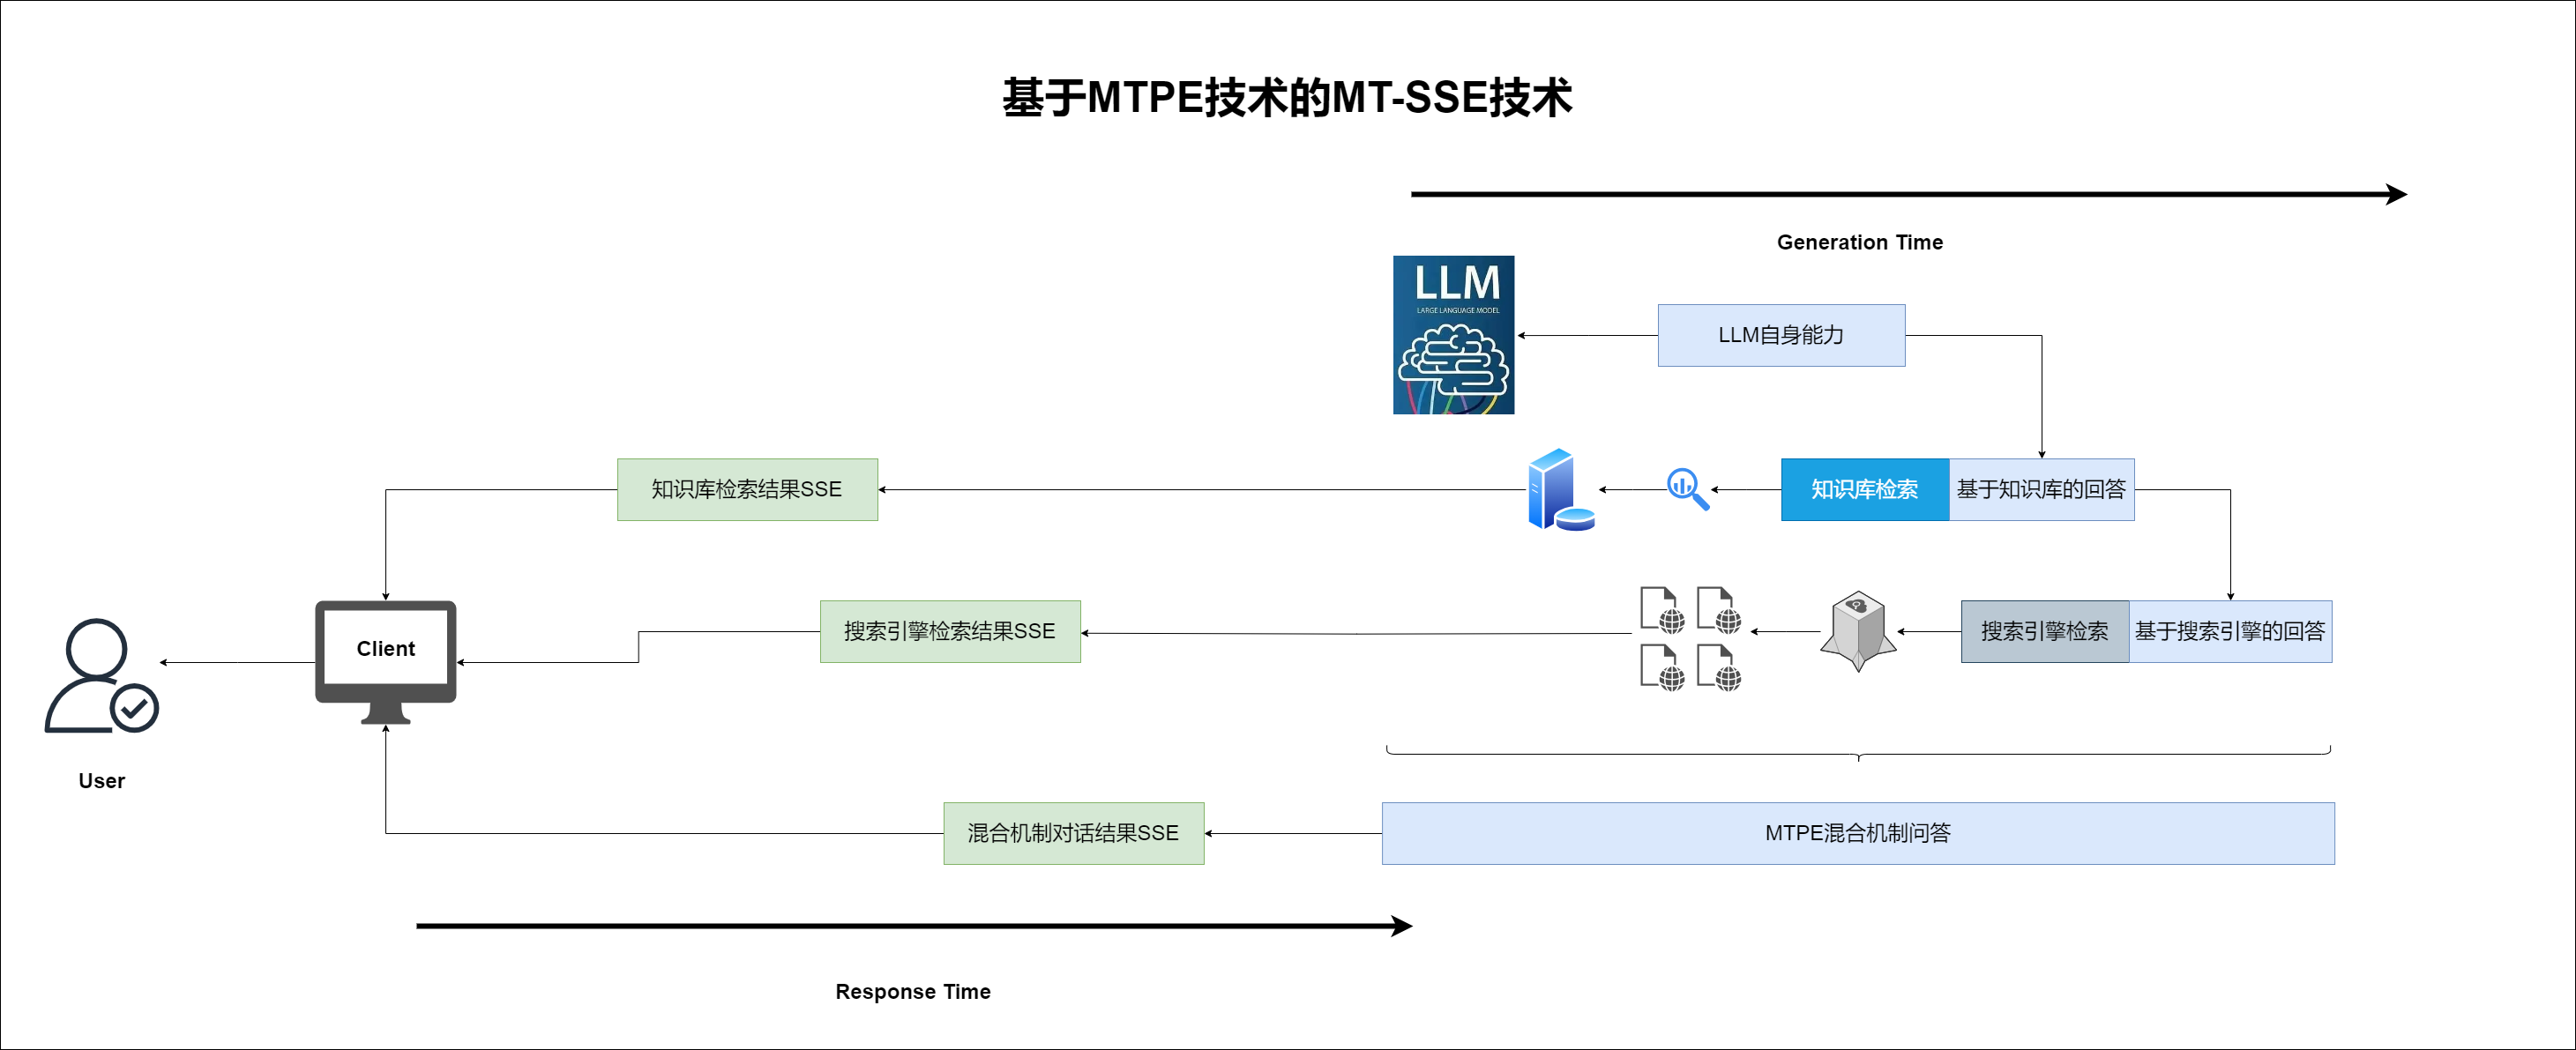 基于MTPE技术的MT-SSE技术
Generation Time
LLM
LARGE LANGUAGE MODEL
LLM自身能力
知识库检索结果SSE
知识库检索
基于知识库的回答
Client
搜索引擎检索结果SSE
搜索引擎检索
基于搜索引擎的回答
User
混合机制对话结果SSE
MTPE混合机制问答
Response Time